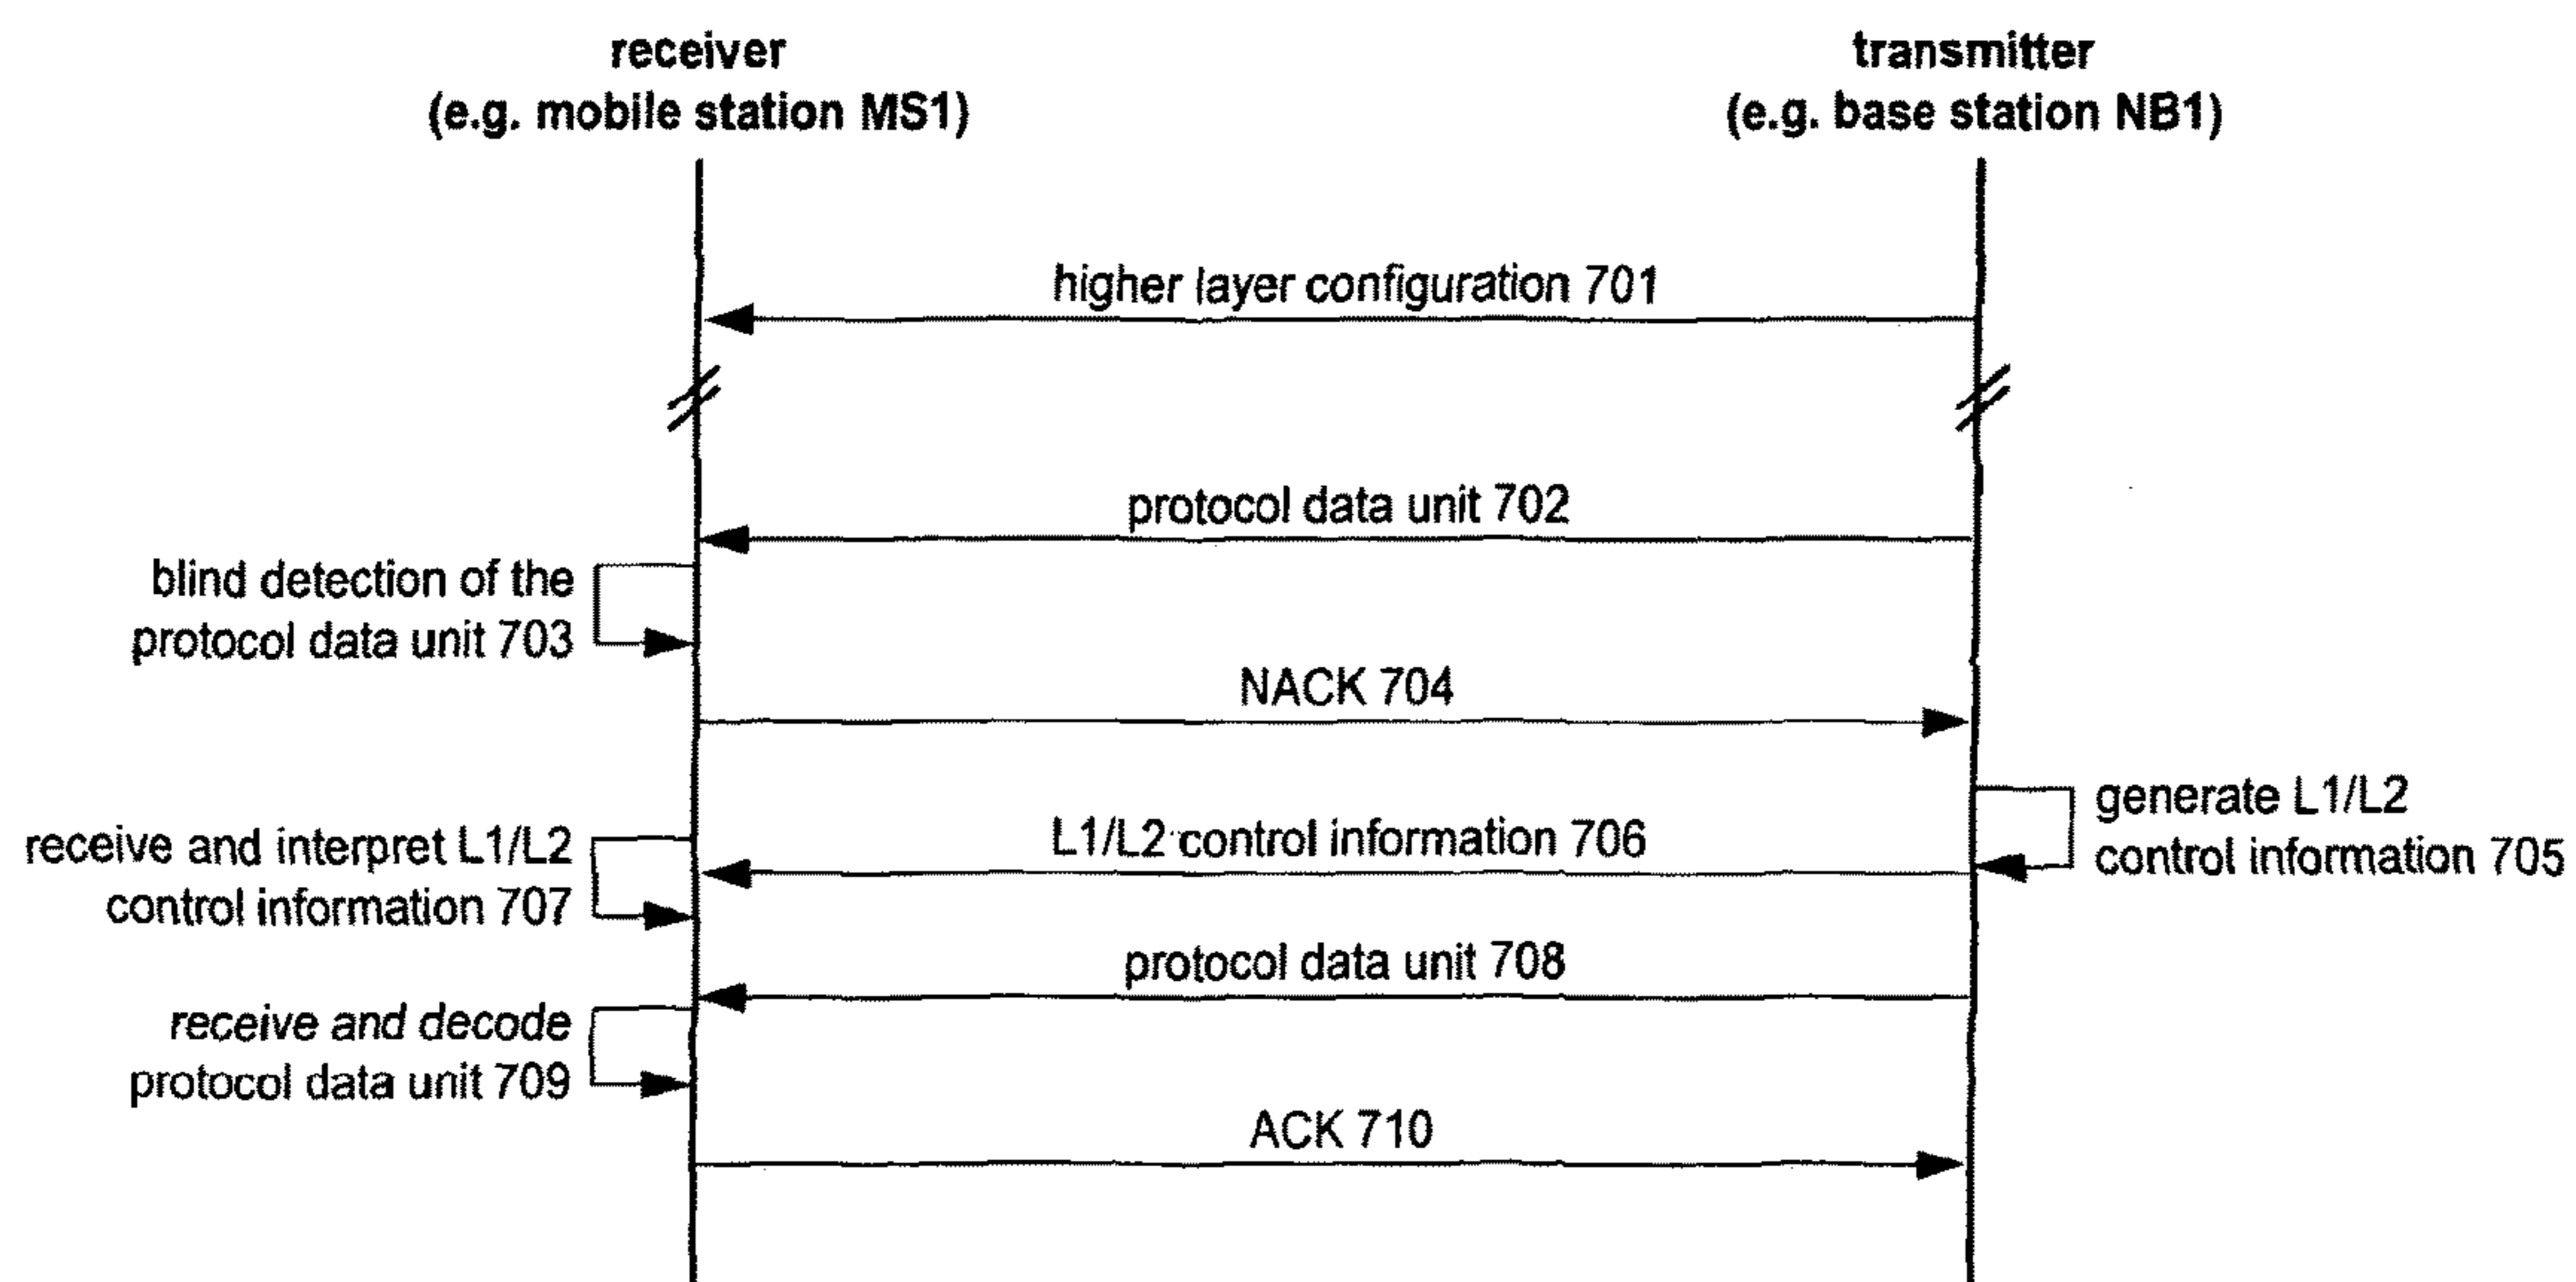 receiver
(e.g. mobile station MS1)
transmitter
(e.g. base station NB1)
higher layer configuration 701
protocol data unit 702
blind detection of the
protocol data unit 703
NACK 704
generate L1/L2
control information 705
L1/L2 control information 706
receive and interpret L1/L2
control information 707
protocol data unit 708
receive and decode
protocol data unit 709
ACK 710